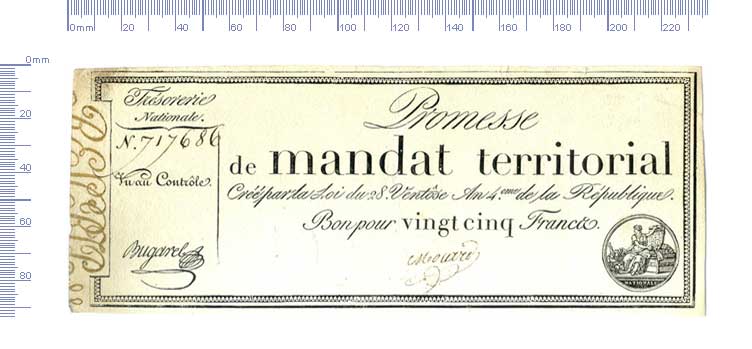 0mm 20 40 60 80 100 120 140 160 180 200 220
0mm
20
40
60
80
Trésorerie
Nationale.
N. 717686
Vu au Contrôle.
Bugarel
Promesse
de mandat territorial
Créé par la Loi du 28. Ventôse An 4.eme de la République.
Bon pour vingt cinq Francs.
NATIONALE